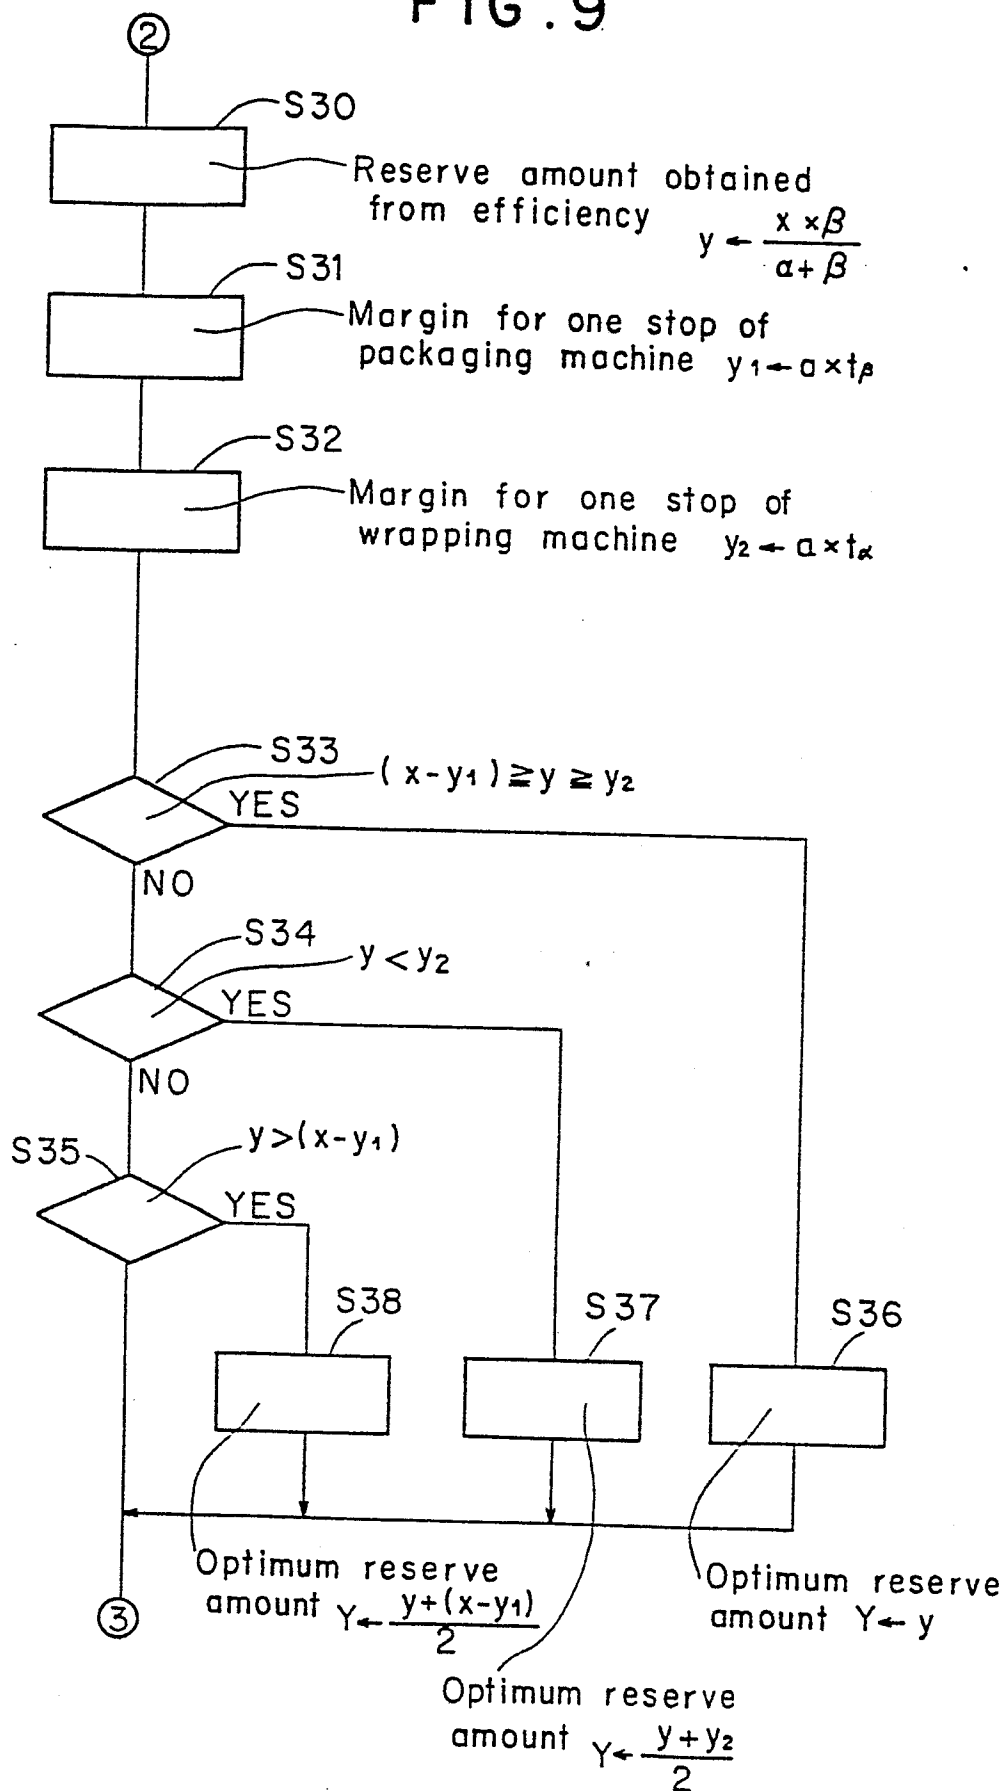 FIG.9
②
S30
Reserve amount obtained
from efficiency y ← x × β / α + β
S31
Margin for one stop of
packaging machine y₁ ← a × tᵦ
S32
Margin for one stop of
wrapping machine y₂ ← a × tα
S33
(x - y₁) ≧ y ≧ y₂
YES
NO
S34
y < y₂
YES
NO
S35
y > (x - y₁)
YES
S38
S37
S36
Optimum reserve
amount Y ← y + (x - y₁) / 2
Optimum reserve
amount Y ← y
③
Optimum reserve
amount Y ← y + y₂ / 2